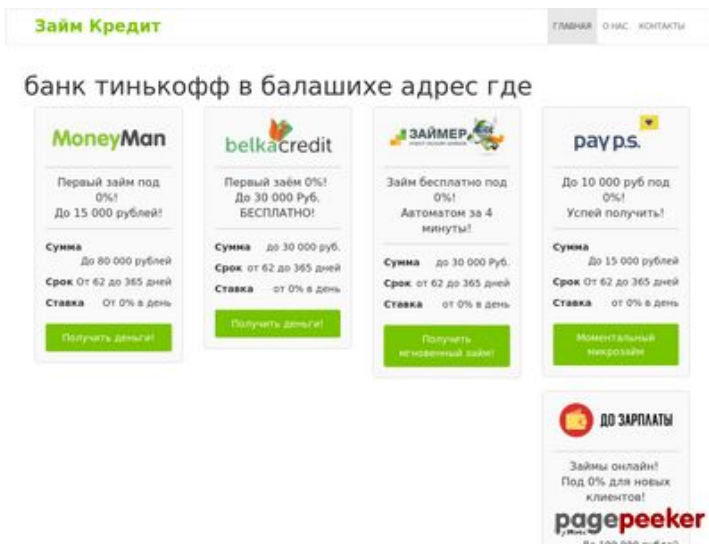 Займ Кредит
ГЛАВНАЯ О НАС КОНТАКТЫ
банк тинькофф в балашихе адрес где
MoneyMan
Первый займ под
0%!
До 15 000 рублей!
Сумма
До 80 000 рублей
Срок От 62 до 365 дней
Ставка От 0% в день
Получить деньги!
belkacredit
Первый заём 0%!
До 30 000 Руб.
БЕСПЛАТНО!
Сумма до 30 000 руб.
Срок от 62 до 365 дней
Ставка от 0% в день
Получить деньги!
ЗАЙМЕР
Займ бесплатно под
0%!
Автоматом за 4
минуты!
Сумма до 30 000 Руб.
Срок от 62 до 365 дней
Ставка от 0% в день
Получить
мгновенный займ!
pay p.s.
До 10 000 руб под
0%!
Успей получить!
Сумма
До 15 000 рублей
Срок От 62 до 365 дней
Ставка от 0% в день
Моментальный
микрозайм
ДО ЗАРПЛАТЫ
Займы онлайн!
Под 0% для новых
клиентов!
pagepeeker
До 100 000 рублей